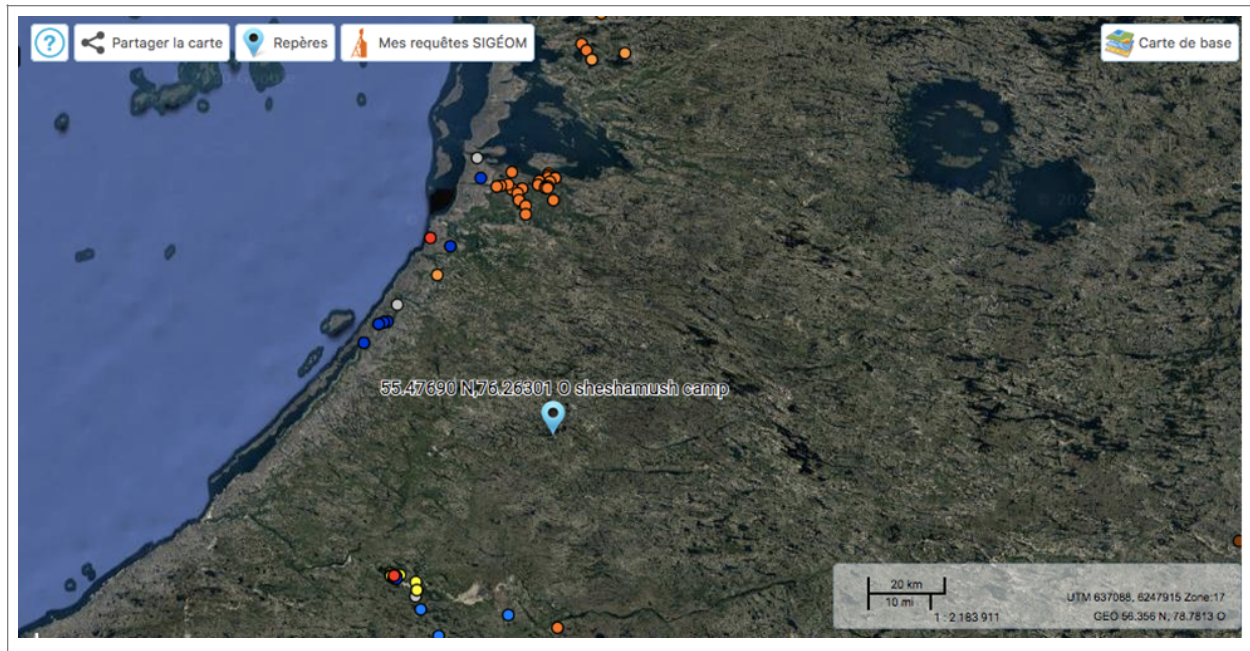 ?
Partager la carte
Repères
Mes requêtes SIGÉOM
Carte de base
55.47690 N,76.26301 O sheshamush camp
20 km
10 mi
1 : 2 183 911
UTM 637088, 6247915 Zone:17
GEO 56.356 N, 78.7813 O